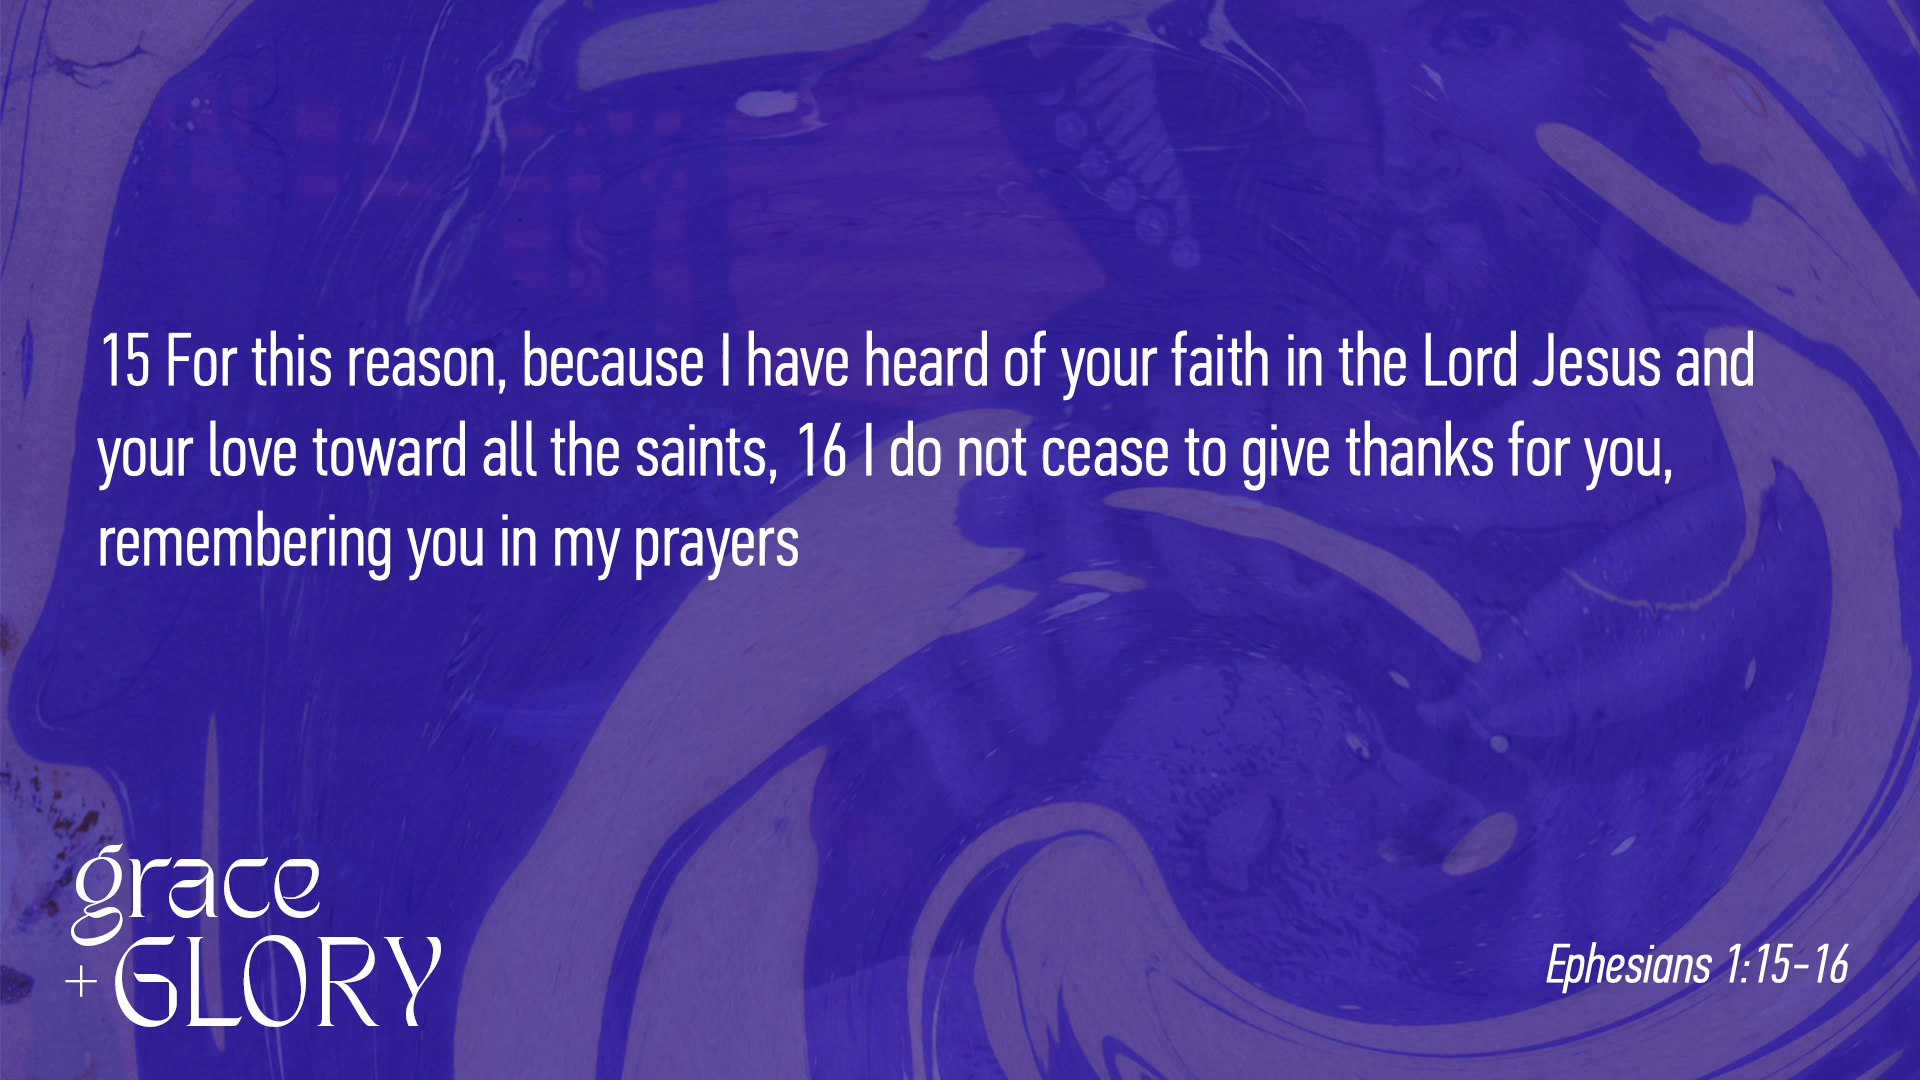 15 For this reason, because I have heard of your faith in the Lord Jesus and
your love toward all the saints, 16 I do not cease to give thanks for you,
remembering you in my prayers
grace
+ GLORY
Ephesians 1:15-16